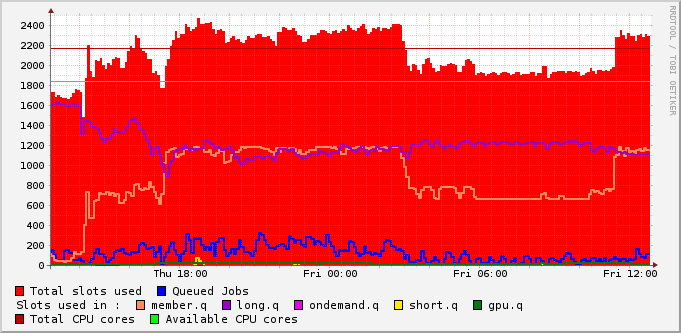 2400
2200
2000
1800
1600
1400
1200
1000
800
600
400
200
0
Thu 18:00 Fri 00:00 Fri 06:00 Fri 12:00
Total slots used Queued Jobs
Slots used in : member.q long.q ondemand.q short.q gpu.q
Total CPU cores Available CPU cores
RRDTOOL / TOBI OETIKER